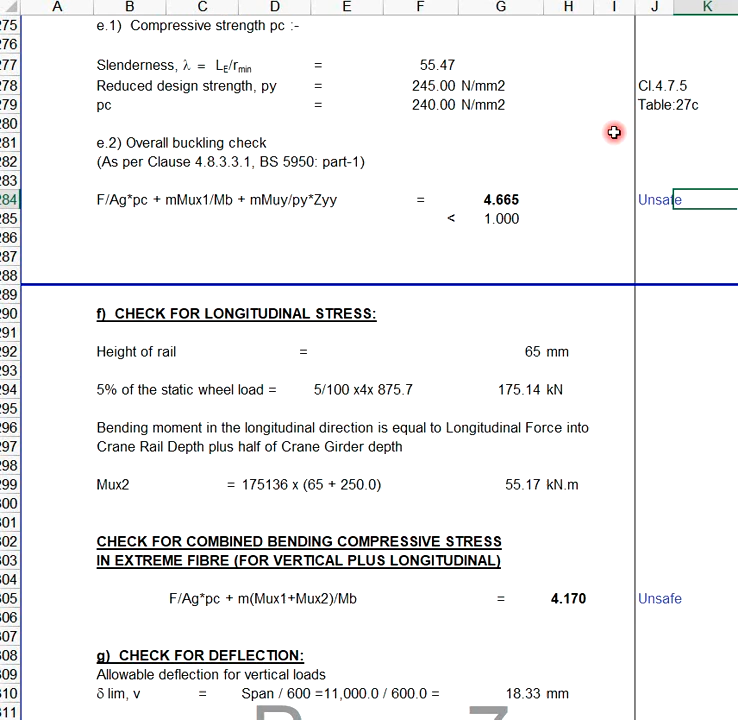 A B C D E F G H I J K
275 e.1) Compressive strength pc :-
276
277 Slenderness, λ = LE/rmin = 55.47
278 Reduced design strength, py = 245.00 N/mm2 Cl.4.7.5
279 pc = 240.00 N/mm2 Table:27c
280
281 e.2) Overall buckling check
282 (As per Clause 4.8.3.3.1, BS 5950: part-1)
283
284 F/Ag*pc + mMux1/Mb + mMuy/py*Zyy = 4.665 Unsafe
285 < 1.000
286
287
288
289
290 f) CHECK FOR LONGITUDINAL STRESS:
291
292 Height of rail = 65 mm
293
294 5% of the static wheel load = 5/100 x4x 875.7 175.14 kN
295
296 Bending moment in the longitudinal direction is equal to Longitudinal Force into
297 Crane Rail Depth plus half of Crane Girder depth
298
299 Mux2 = 175136 x (65 + 250.0) 55.17 kN.m
300
301
302 CHECK FOR COMBINED BENDING COMPRESSIVE STRESS
303 IN EXTREME FIBRE (FOR VERTICAL PLUS LONGITUDINAL)
304
305 F/Ag*pc + m(Mux1+Mux2)/Mb = 4.170 Unsafe
306
307
308 g) CHECK FOR DEFLECTION:
309 Allowable deflection for vertical loads
310 δ lim, v = Span / 600 =11,000.0 / 600.0 = 18.33 mm
311